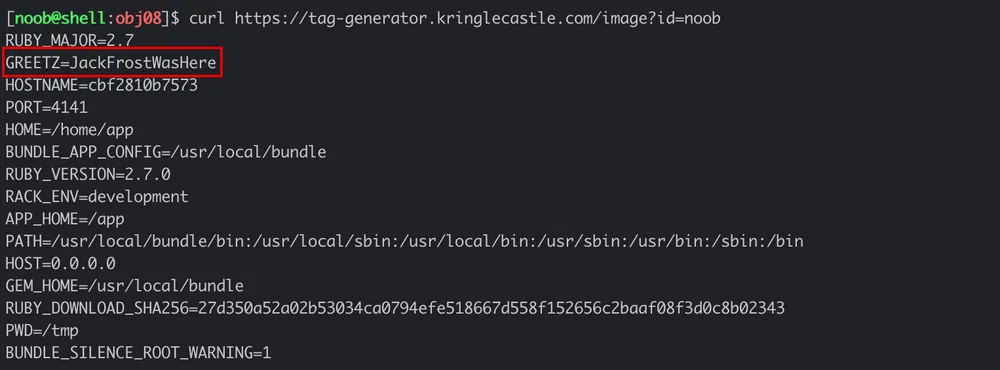 [noob@shell:obj08]$ curl https://tag-generator.kringlecastle.com/image?id=noob
RUBY_MAJOR=2.7
GREETZ=JackFrostWasHere
HOSTNAME=cbf2810b7573
PORT=4141
HOME=/home/app
BUNDLE_APP_CONFIG=/usr/local/bundle
RUBY_VERSION=2.7.0
RACK_ENV=development
APP_HOME=/app
PATH=/usr/local/bundle/bin:/usr/local/sbin:/usr/local/bin:/usr/sbin:/usr/bin:/sbin:/bin
HOST=0.0.0.0
GEM_HOME=/usr/local/bundle
RUBY_DOWNLOAD_SHA256=27d350a52a02b53034ca0794efe518667d558f152656c2baaf08f3d0c8b02343
PWD=/tmp
BUNDLE_SILENCE_ROOT_WARNING=1